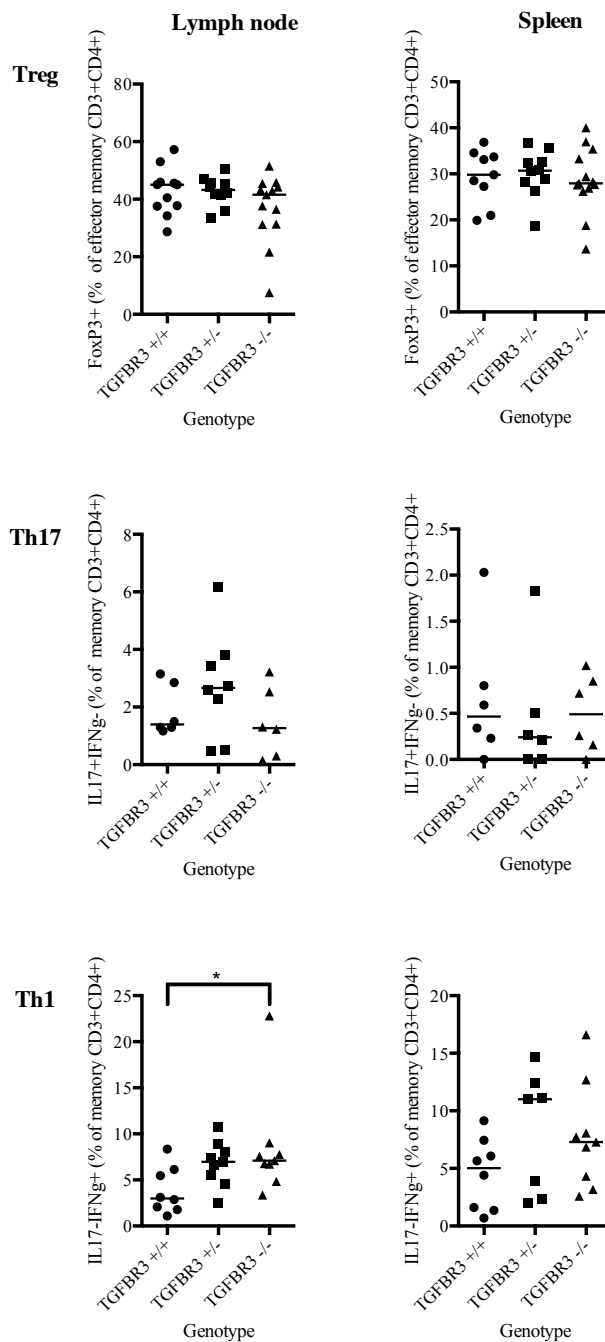 Lymph node
Spleen
Treg
FoxP3+ (% of effector memory CD3+CD4+)
80
60
40
20
0
TGFBR3 +/+
TGFBR3 +/-
TGFBR3 -/-
Genotype
FoxP3+ (% of effector memory CD3+CD4+)
50
40
30
20
10
0
TGFBR3 +/+
TGFBR3 +/-
TGFBR3 -/-
Genotype
Th17
IL17+IFNg- (% of memory CD3+CD4+)
8
6
4
2
0
TGFBR3 +/+
TGFBR3 +/-
TGFBR3 -/-
Genotype
IL17+IFNg- (% of memory CD3+CD4+
2.5
2.0
1.5
1.0
0.5
0.0
TGFBR3 +/+
TGFBR3 +/-
TGFBR3 -/-
Genotype
Th1
IL17-IFNg+ (% of memory CD3+CD4+)
*
25
20
15
10
5
0
TGFBR3 +/+
TGFBR3 +/-
TGFBR3 -/-
Genotype
IL17-IFNg+ (% of memory CD3+CD4+)
20
15
10
5
0
TGFBR3 +/+
TGFBR3 +/-
TGFBR3 -/-
Genotype